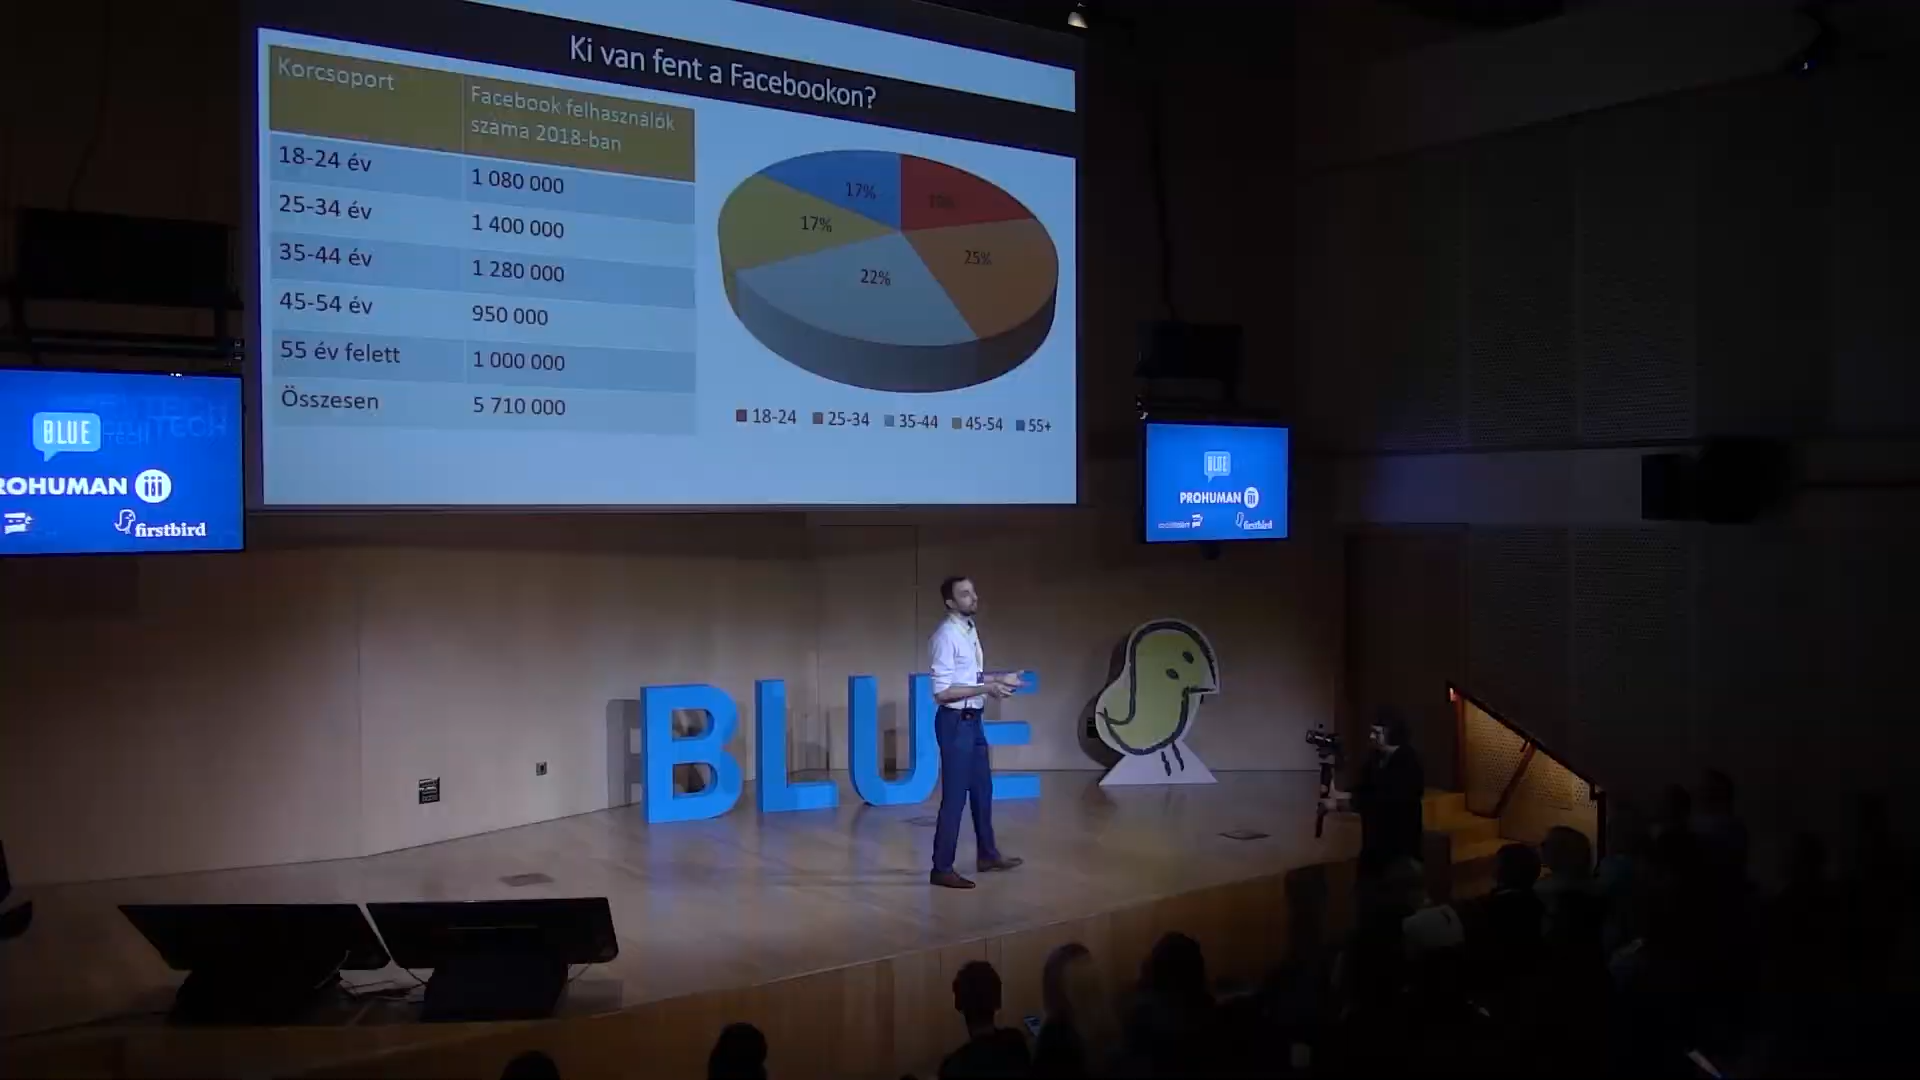 Ki van fent a Facebookon?
Korcsoport
Facebook felhasználók
száma 2018-ban
18-24 év
1 080 000
25-34 év
1 400 000
35-44 év
1 280 000
45-54 év
950 000
55 év felett
1 000 000
Összesen
5 710 000
17%
17%
25%
22%
18-24
25-34
35-44
45-54
55+
BLUE
TECH
ROHUMAN
firstbird
BLUE
PROHUMAN
firstbird
BLUE